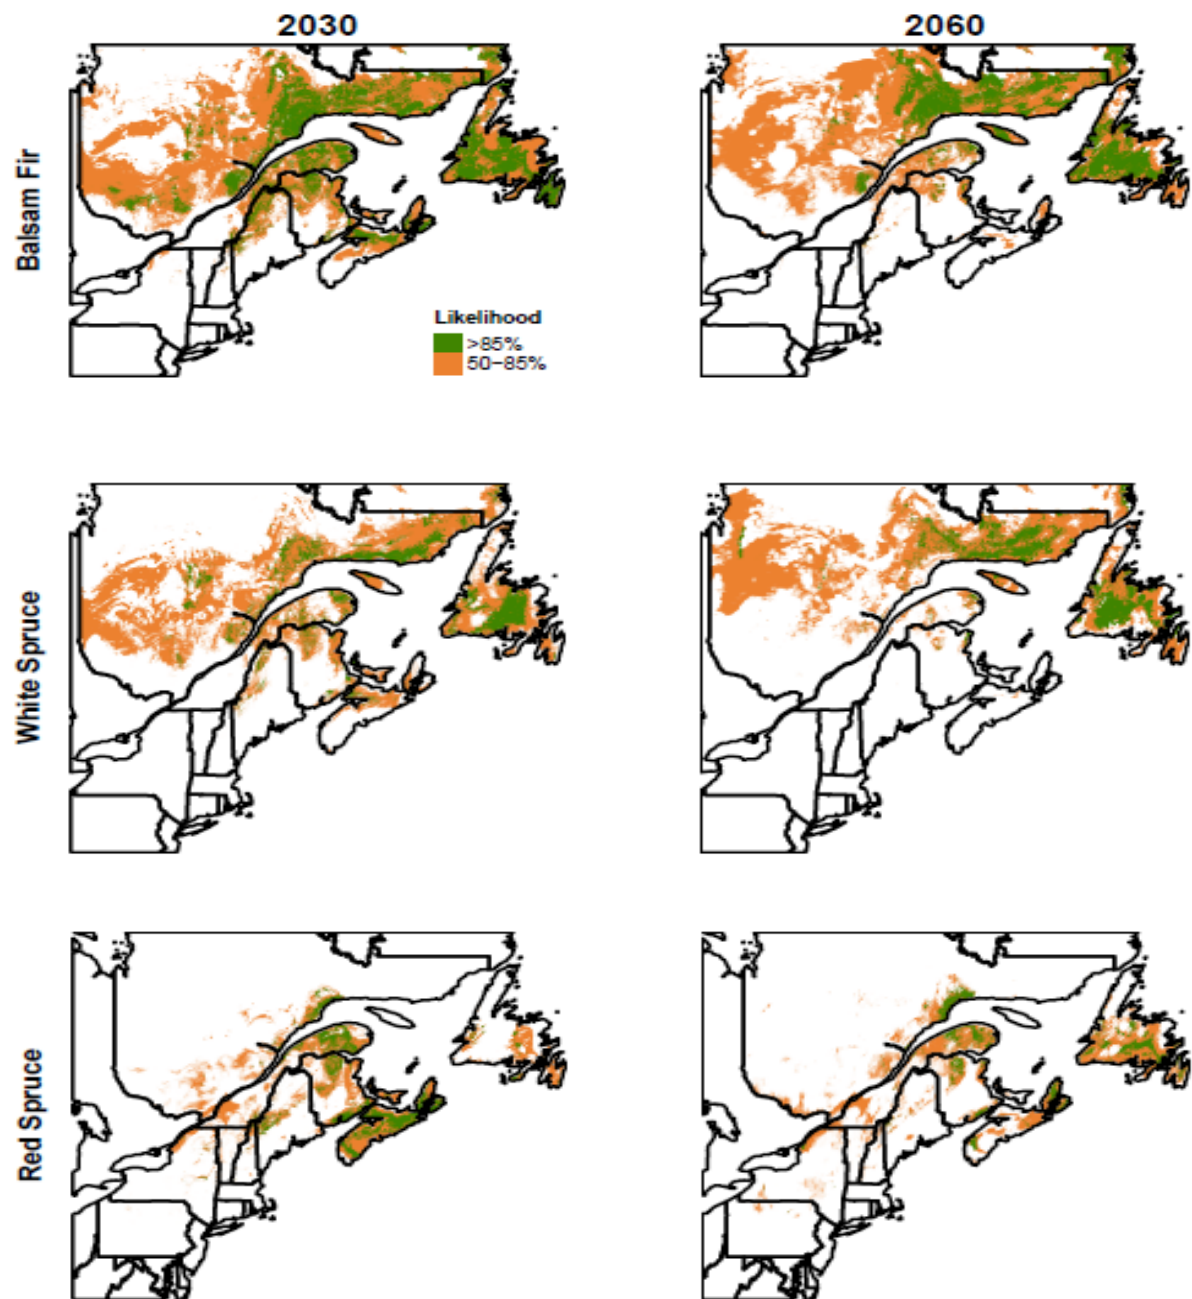 2030
2060
Balsam Fir
Likelihood
>85%
50-85%
White Spruce
Red Spruce